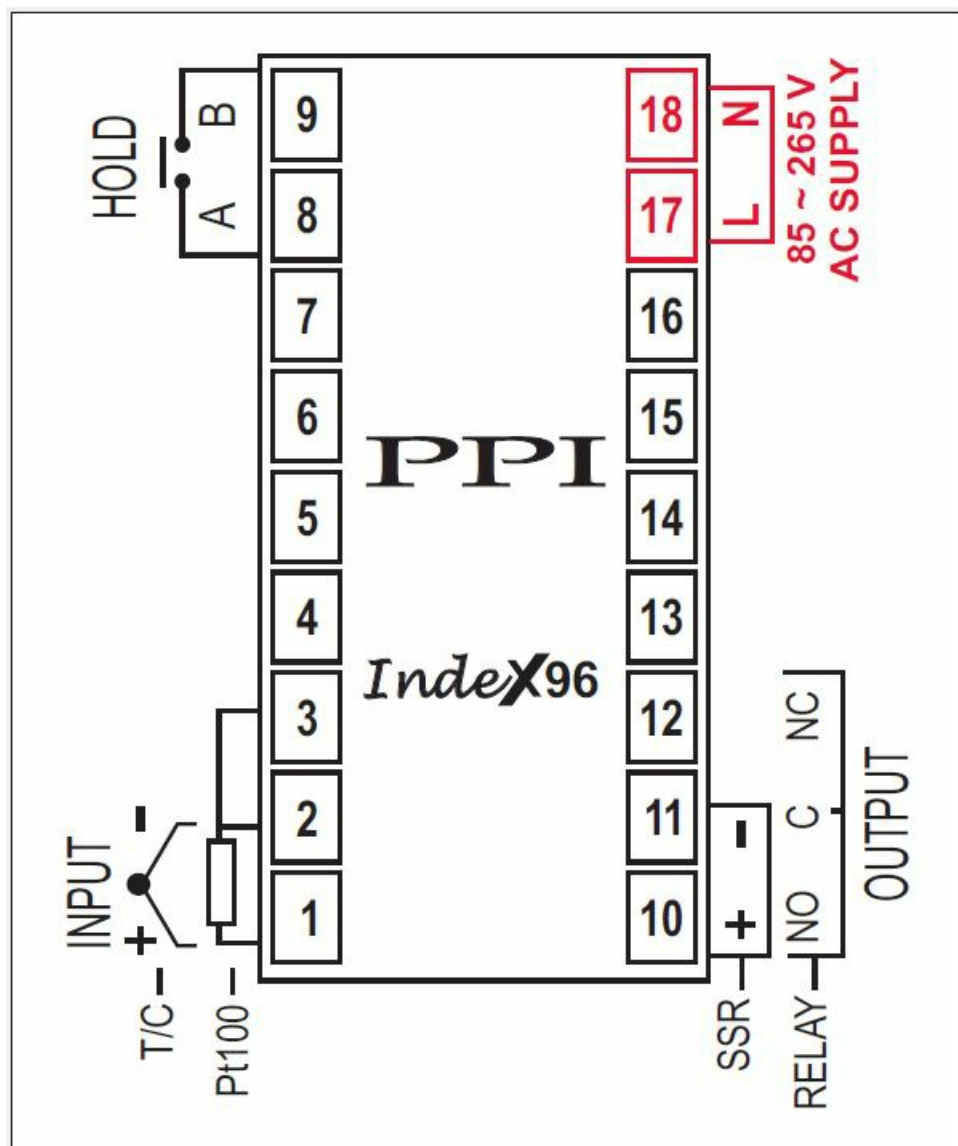 HOLD
B
A
9
8
7
6
5
4
3
2
1
INPUT
-
+
T/C
Pt100
PPI
IndeX96
18
17
16
15
14
13
12
11
10
N
L
85 ~ 265 V
AC SUPPLY
-
+
SSR
NC
C
NO
RELAY
OUTPUT